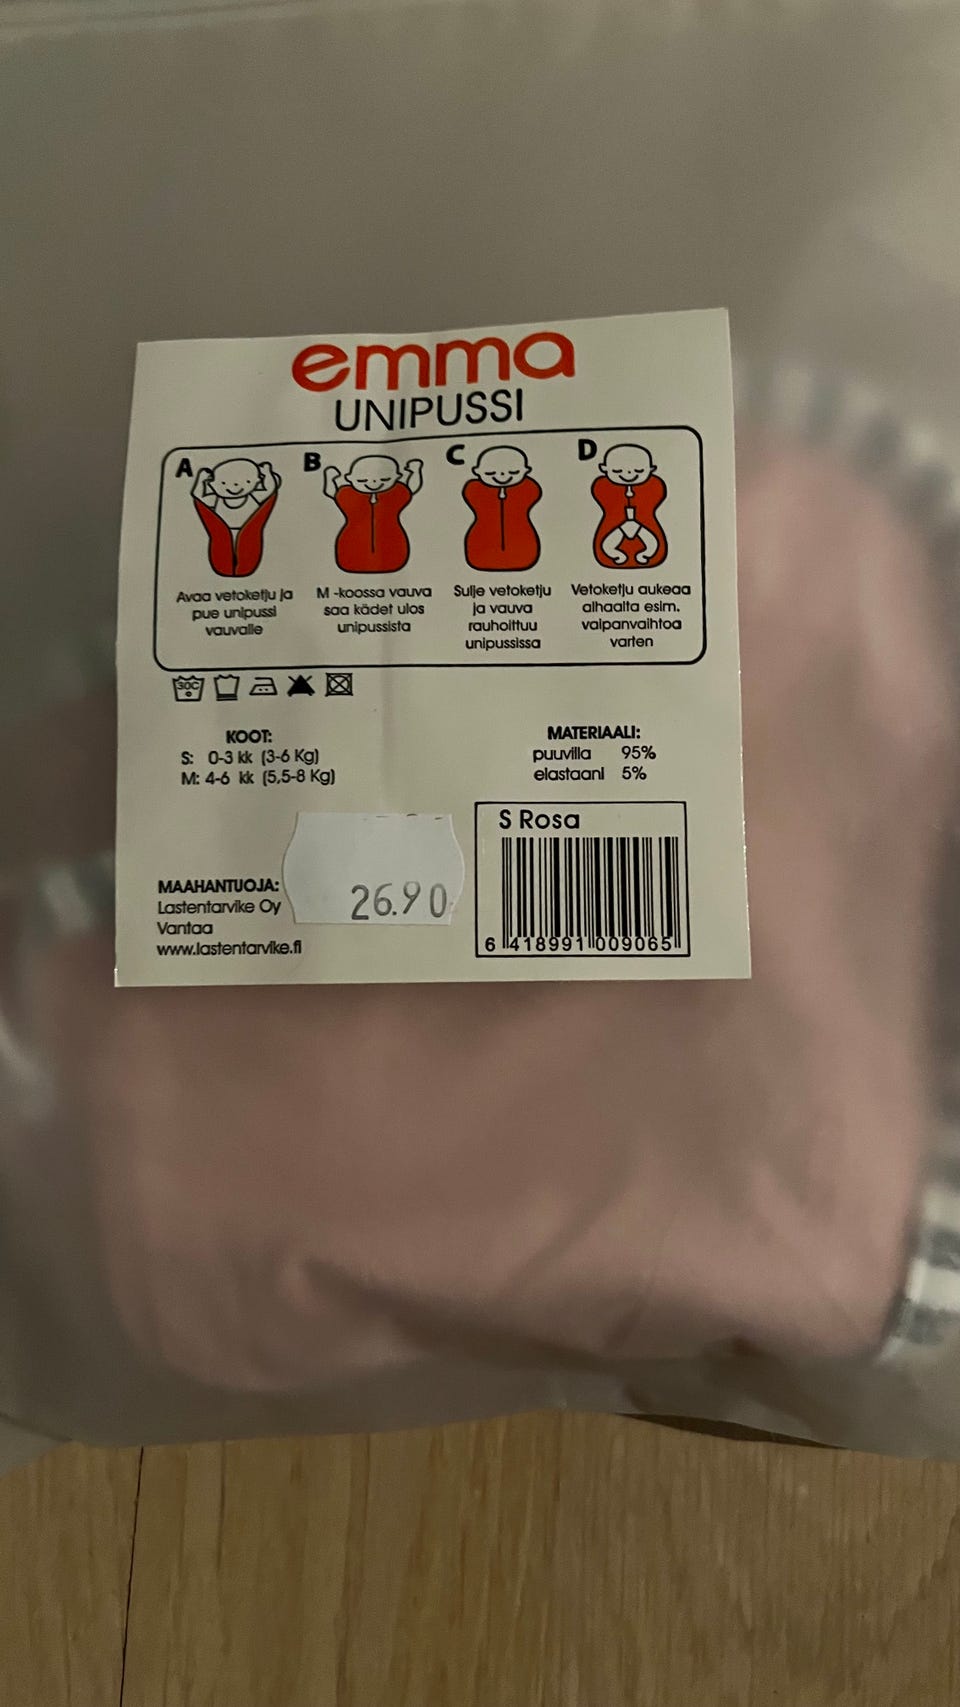 emma
UNIPUSSI
A
Avaa vetoketju ja
pue unipussi
vauvalle
B
M -koossa vauva
saa kädet ulos
unipussista
C
Sulje vetoketju
ja vauva
rauhoittuu
unipussissa
D
Vetoketju aukeaa
alhaalta esim.
vaipanvaihtoa
varten
30C
KOOT:
S: 0-3 kk (3-6 Kg)
M: 4-6 kk (5,5-8 Kg)
MATERIAALI:
puuvilla 95%
elastaani 5%
MAAHANTUOJA:
Lastentarvike Oy
Vantaa
www.lastentarvike.fi
26.90
S Rosa
6 418991 009065